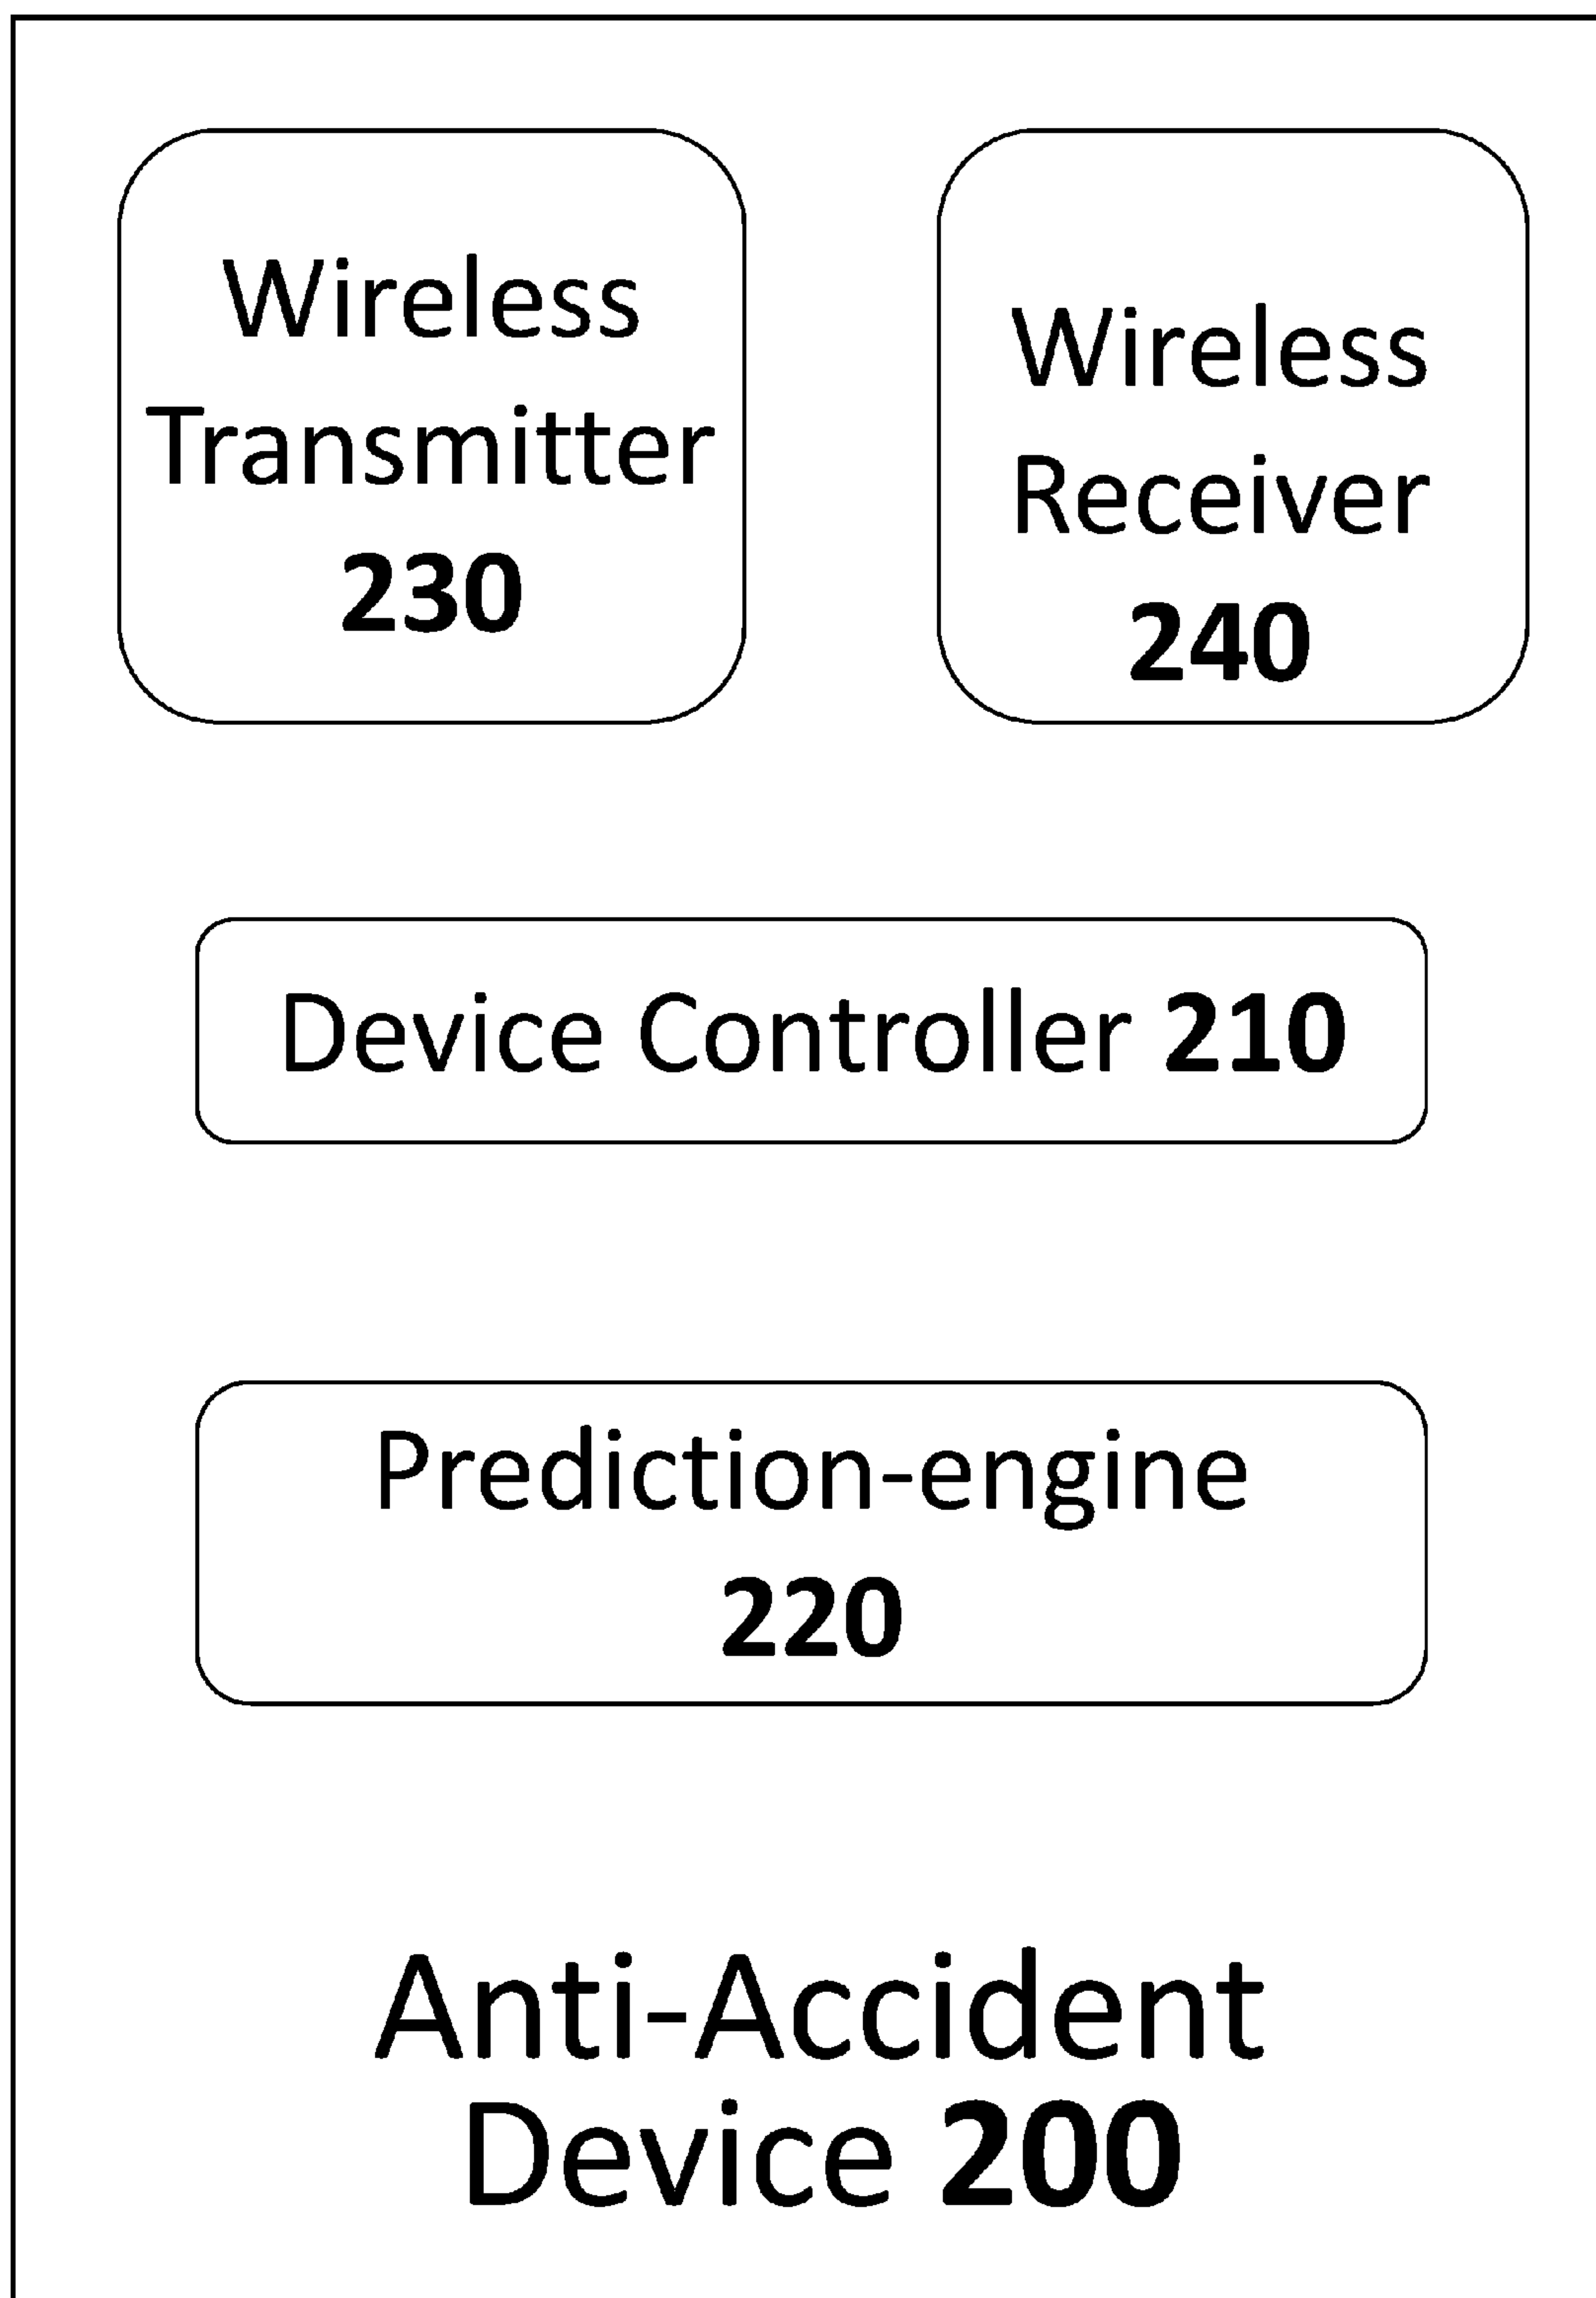 Wireless
Transmitter
230
Wireless
Receiver
240
Device Controller 210
Prediction-engine
220
Anti-Accident
Device 200